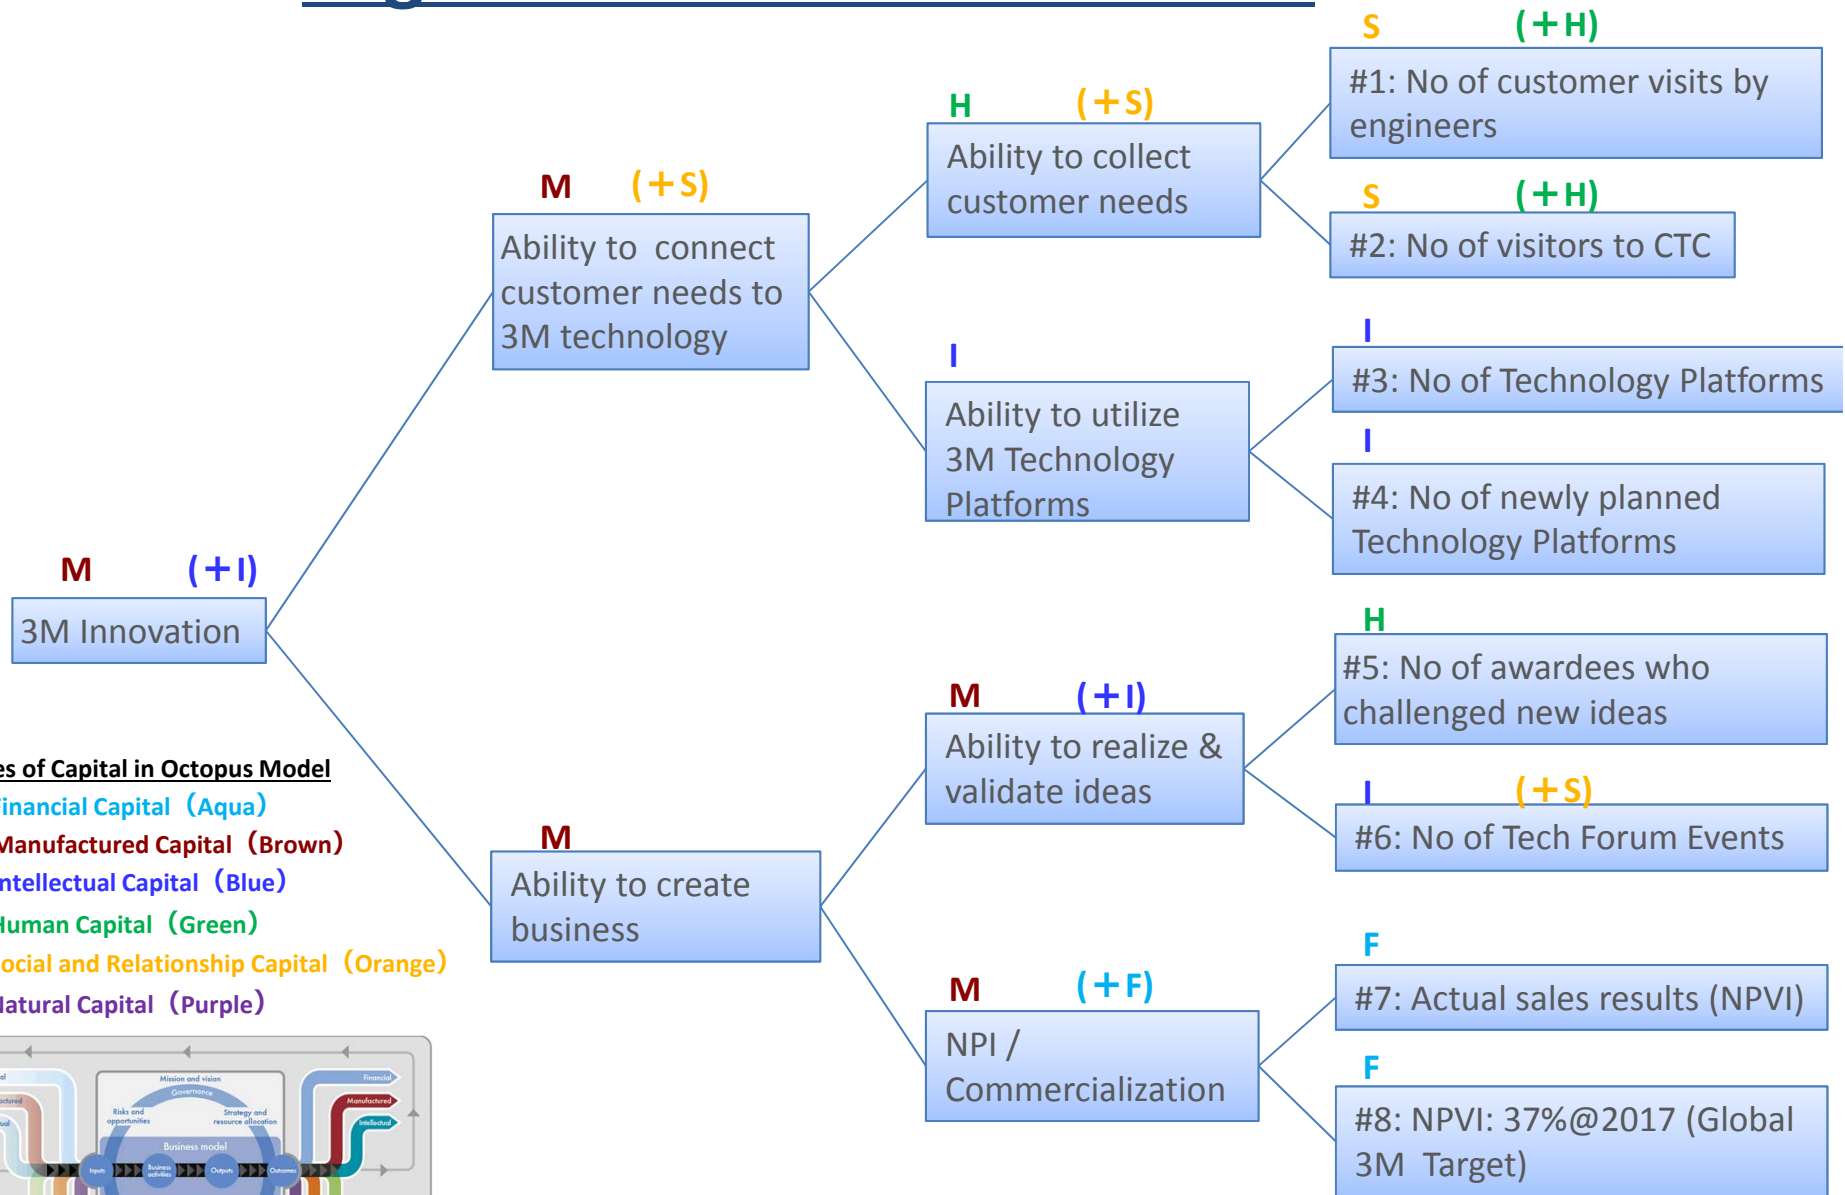 S (+H)
#1: No of customer visits by
engineers
H (+S)
Ability to collect
customer needs
S (+H)
#2: No of visitors to CTC
M (+S)
Ability to connect
customer needs to
3M technology
I
#3: No of Technology Platforms
I
Ability to utilize
3M Technology
Platforms
I
#4: No of newly planned
Technology Platforms
M (+I)
3M Innovation
H
#5: No of awardees who
challenged new ideas
M (+I)
Ability to realize &
validate ideas
I (+S)
#6: No of Tech Forum Events
M
Ability to create
business
F
#7: Actual sales results (NPVI)
M (+F)
NPI /
Commercialization
F
#8: NPVI: 37%@2017 (Global
3M Target)
es of Capital in Octopus Model
Financial Capital（Aqua）
Manufactured Capital（Brown）
Intellectual Capital（Blue）
Human Capital（Green）
ocial and Relationship Capital（Orange）
Natural Capital（Purple）
Mission and vision
Governance
Risks and
opportunities
Strategy and
resource allocation
Business model
Inputs
Business
activities
Outputs
Outcomes
Financial
Manufactured
Intellectual